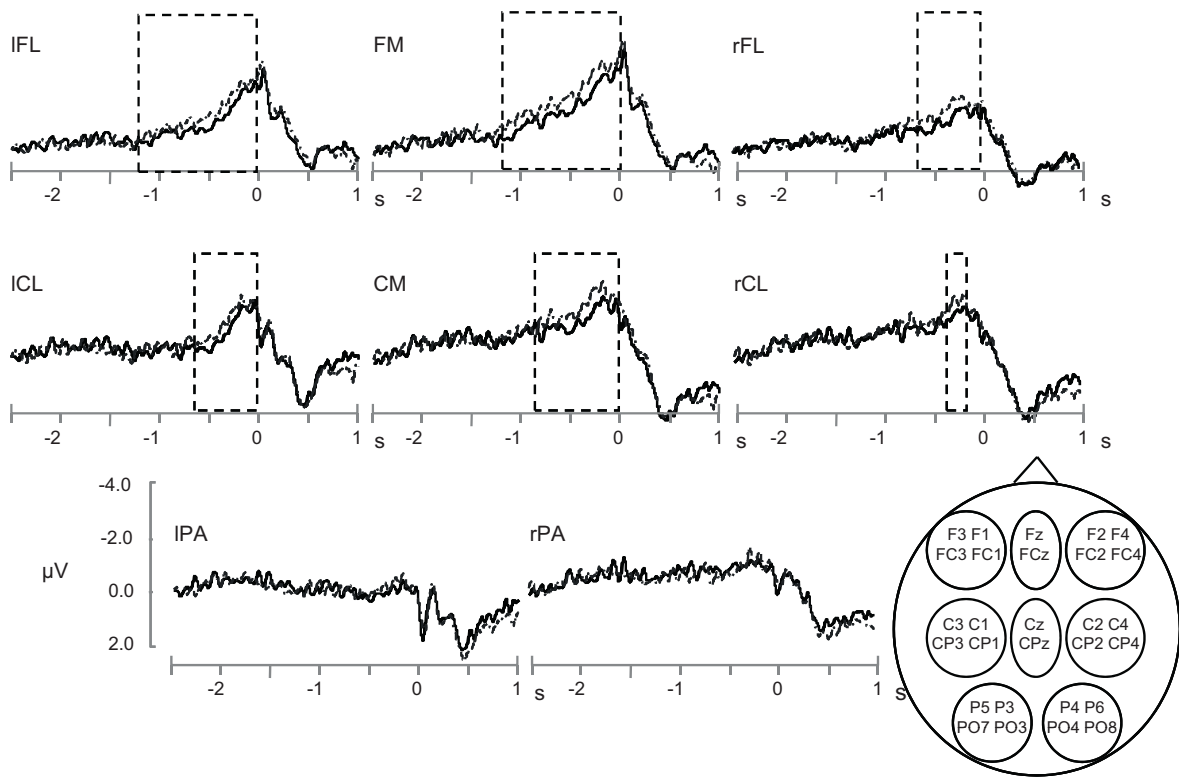 lFL
FM
rFL
-2 -1 0 1
s -2 -1 0 1
s -2 -1 0 1 s
lCL
CM
rCL
-2 -1 0 1
s -2 -1 0 1
s -2 -1 0 1 s
-4.0
-2.0
0.0
2.0
µV
lPA
rPA
-2 -1 0 1
s -2 -1 0 1 s
F3 F1
FC3 FC1
Fz
FCz
F2 F4
FC2 FC4
C3 C1
CP3 CP1
Cz
CPz
C2 C4
CP2 CP4
P5 P3
PO7 PO3
P4 P6
PO4 PO8